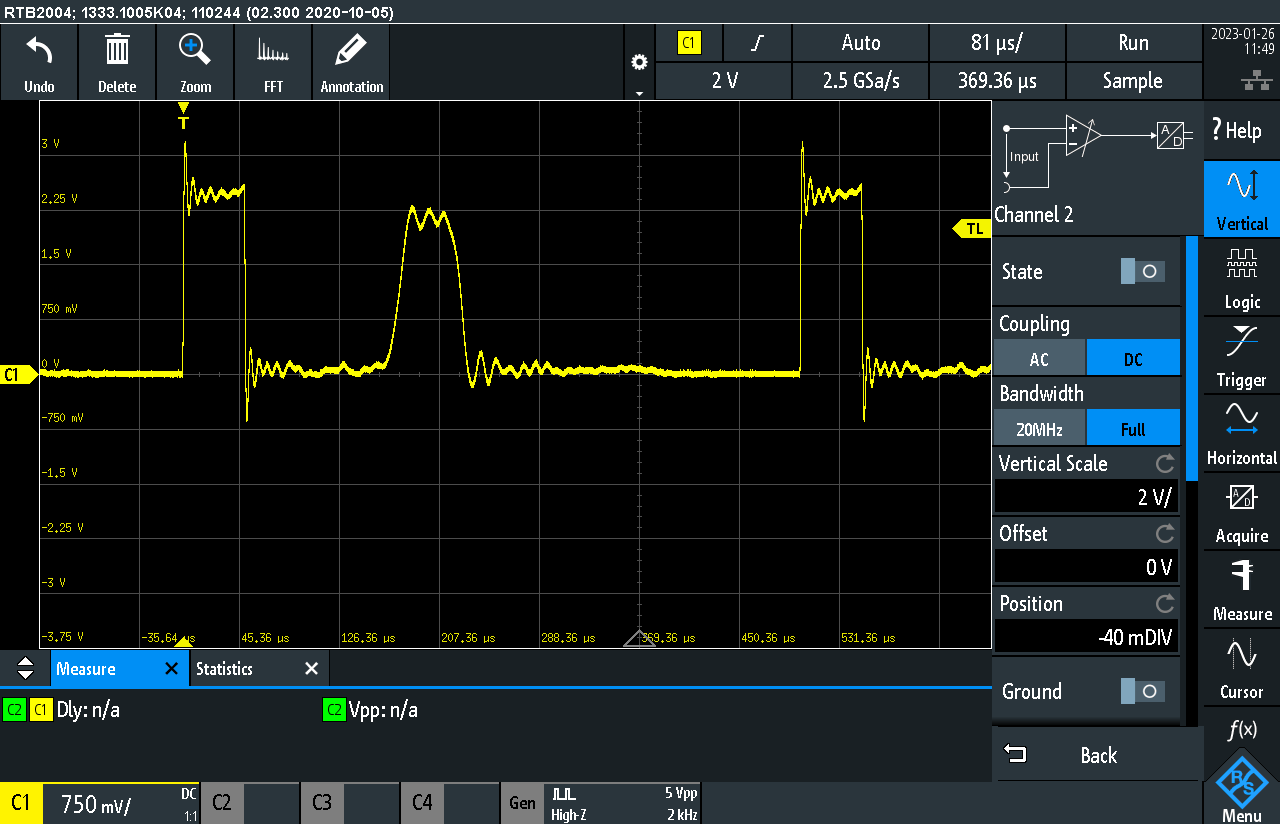 RTB2004; 1333.1005K04; 110244 (02.300 2020-10-05)
Undo
Delete
Zoom
FFT
Annotation
C1
Auto
81 µs/
Run
2 V
2.5 GSa/s
369.36 µs
Sample
2023-01-26
11:49
T
3 V
2.25 V
1.5 V
750 mV
0 V
-750 mV
-1.5 V
-2.25 V
-3 V
-3.75 V
C1
TL
-35.64 µs
45.36 µs
126.36 µs
207.36 µs
288.36 µs
369.36 µs
450.36 µs
531.36 µs
Input
A
D
Channel 2
State
Coupling
AC
DC
Bandwidth
20MHz
Full
Vertical Scale
2 V/
Offset
0 V
Position
-40 mDIV
Ground
Back
? Help
Vertical
Logic
Trigger
Horizontal
A
D
Acquire
Measure
Cursor
f(x)
R S
Menu
Measure
Statistics
C2 C1 Dly: n/a
C2 Vpp: n/a
C1
750 mV/
DC
1:1
C2
C3
C4
Gen
High-Z
5 Vpp
2 kHz